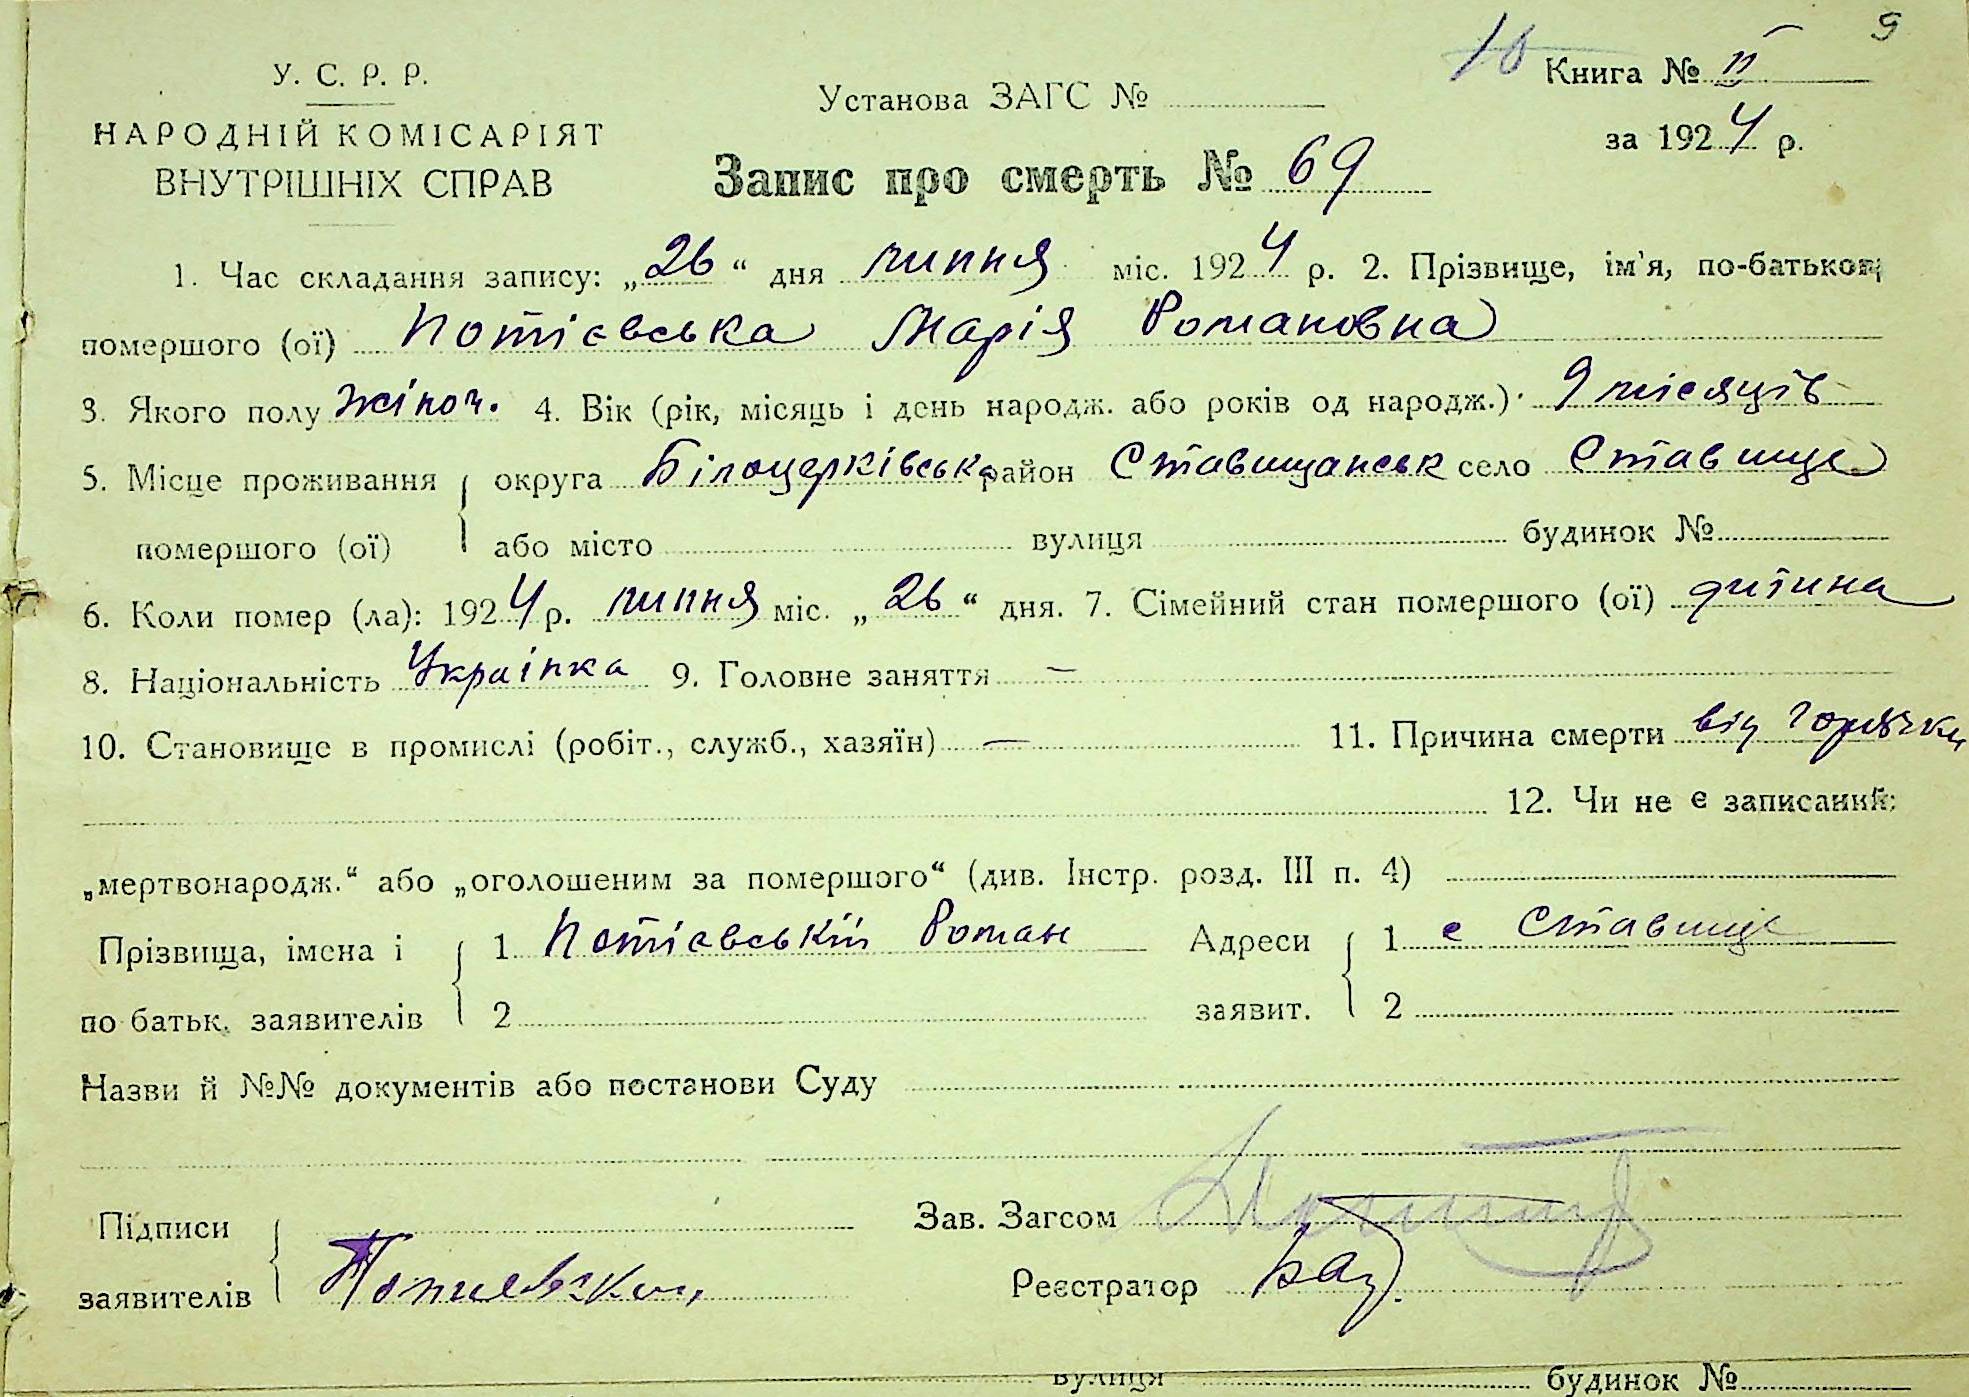 9
10 Книга № II
У. С. Р. Р.
Установа ЗАГС №
за 1924 р.
НАРОДНІЙ КОМІСАРІЯТ
ВНУТРІШНІХ СПРАВ
Запис про смерть № 69
1. Час складання запису: „26“ дня липня міс. 1924 р. 2. Прізвище, ім'я, по-батькові
помершого (ої) Потієвська Марія Романовна
3. Якого полу жіноч. 4. Вік (рік, місяць і день народж. або років од народж.) 9 місяців
5. Місце проживання округа Білоцерківськ район Ставищанськ село Ставище
помершого (ої) або місто вулиця будинок №
6. Коли помер (ла): 1924 р. липня міс. „26“ дня. 7. Сімейний стан помершого (ої) дитина
8. Національність Українка 9. Головне заняття —
10. Становище в промислі (робіт., служб., хазяїн) — 11. Причина смерти від горячки
12. Чи не є записаний:
„мертвонародж.“ або „оголошеним за помершого“ (див. Інстр. розд. III п. 4)
Прізвища, імена і 1 Потієвський Роман Адреси 1 с Ставище
по батьк. заявителів 2 заявит. 2
Назви й №№ документів або постанови Суду
Підписи Зав. Загсом
заявителів Реєстратор
вулиця будинок №